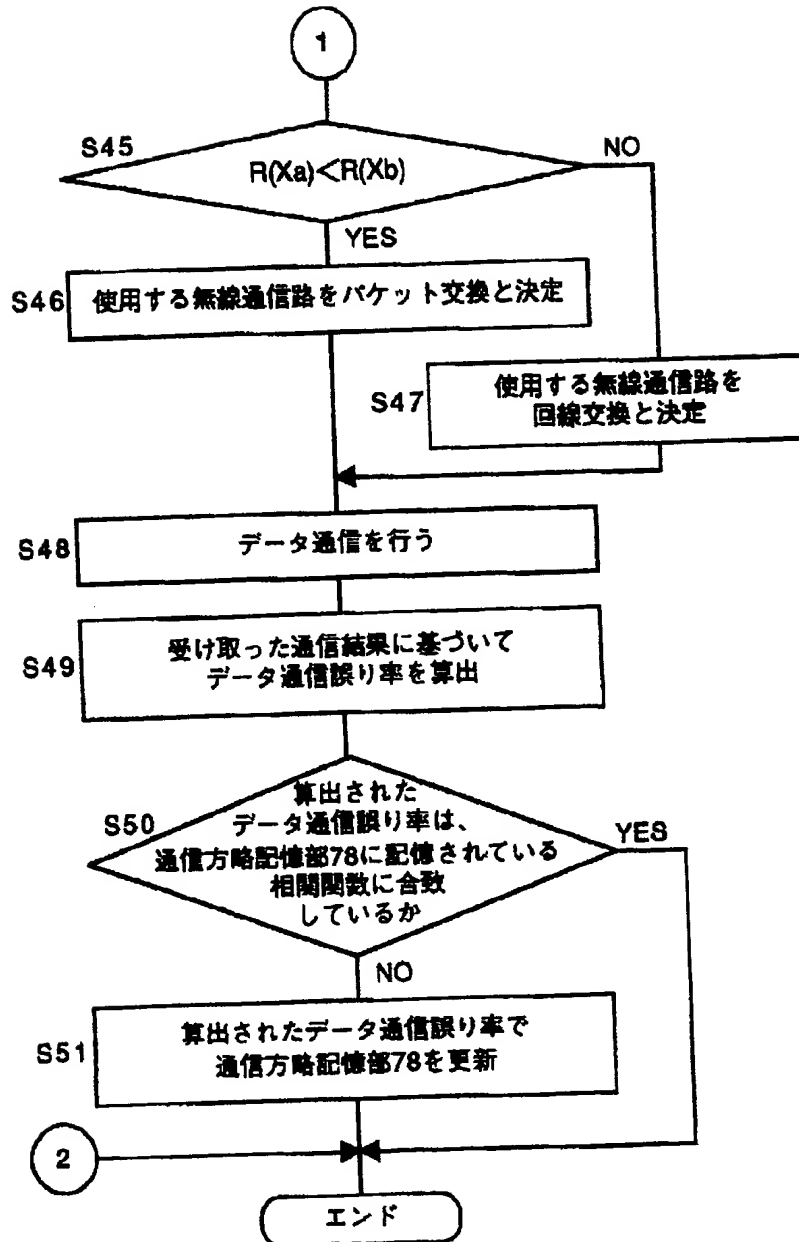 1
S45
R(Xa)<R(Xb)
NO
YES
S46
使用する無線通信路をパケット交換と決定
S47
使用する無線通信路を
回線交換と決定
S48
データ通信を行う
S49
受け取った通信結果に基づいて
データ通信誤り率を算出
S50
算出された
データ通信誤り率は、
通信方略記憶部78に記憶されている
相関関数に合致
しているか
YES
NO
S51
算出されたデータ通信誤り率で
通信方略記憶部78を更新
2
エンド